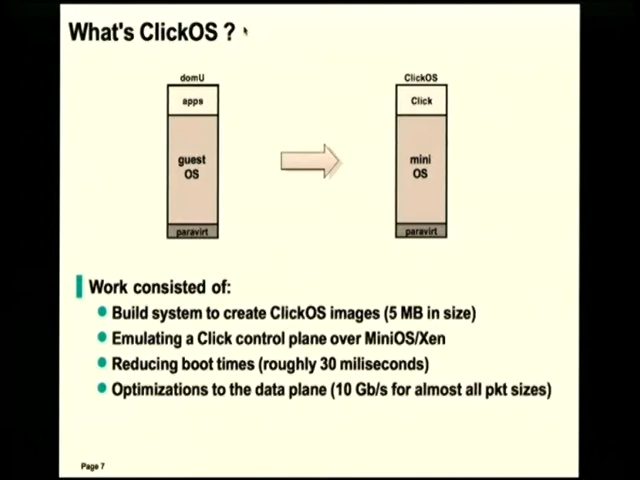 What's ClickOS ?
domU
apps
guest
OS
paravirt
ClickOS
Click
mini
OS
paravirt
Work consisted of:
Build system to create ClickOS images (5 MB in size)
Emulating a Click control plane over MiniOS/Xen
Reducing boot times (roughly 30 miliseconds)
Optimizations to the data plane (10 Gb/s for almost all pkt sizes)
Page 7